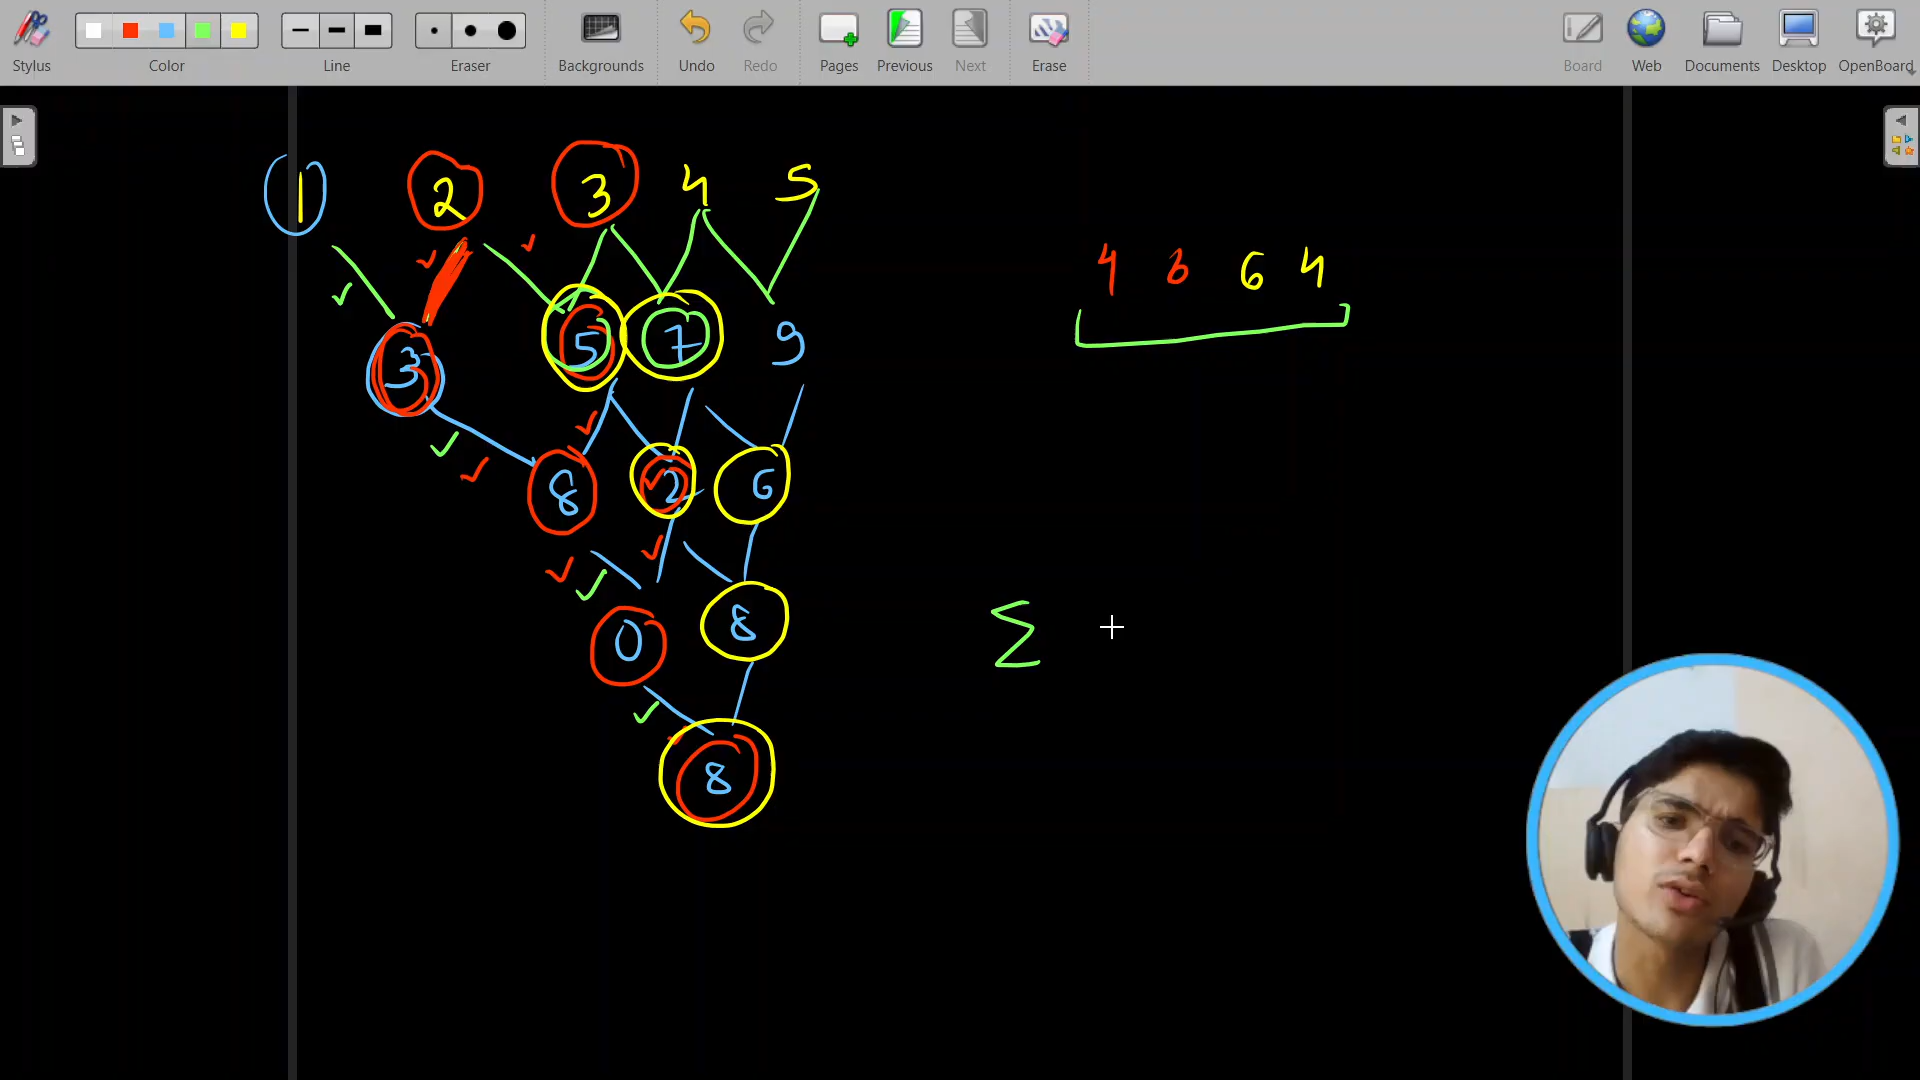 Stylus Color Line Eraser Backgrounds Undo Redo Pages Previous Next Erase Board Web Documents Desktop OpenBoard
1 2 3 4 5
4 6 4
3 5 7 9
8 2 6
0 8
Σ
8